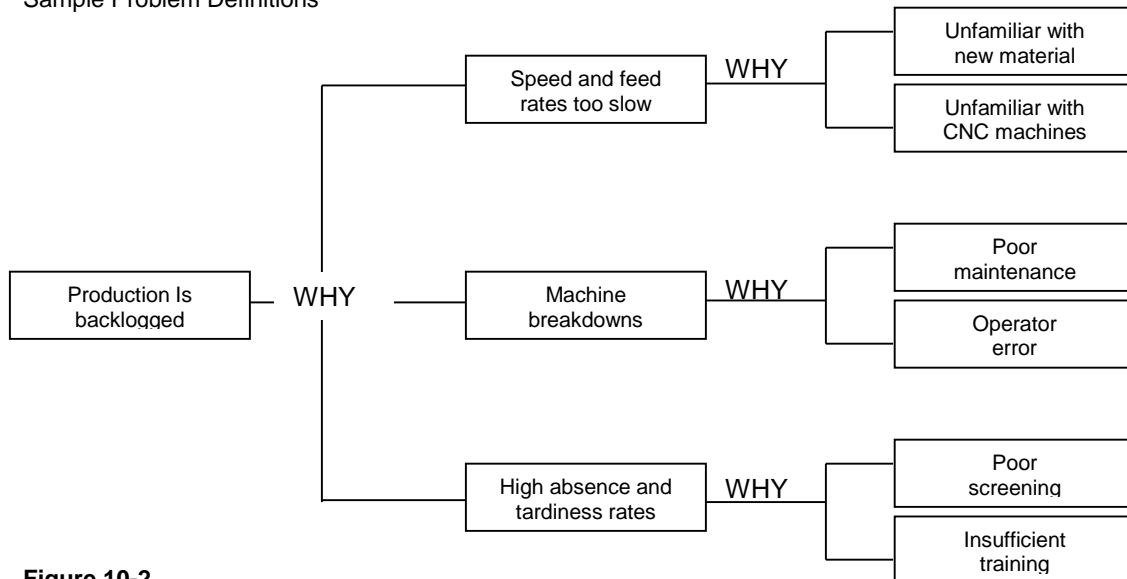 Sample Problem Definitions
Unfamiliar with
new material
Speed and feed
rates too slow
WHY
Unfamiliar with
CNC machines
Poor
maintenance
Production Is
backlogged
WHY
Machine
breakdowns
WHY
Operator
error
Poor
screening
High absence and
tardiness rates
WHY
Insufficient
training
Figure 10-2